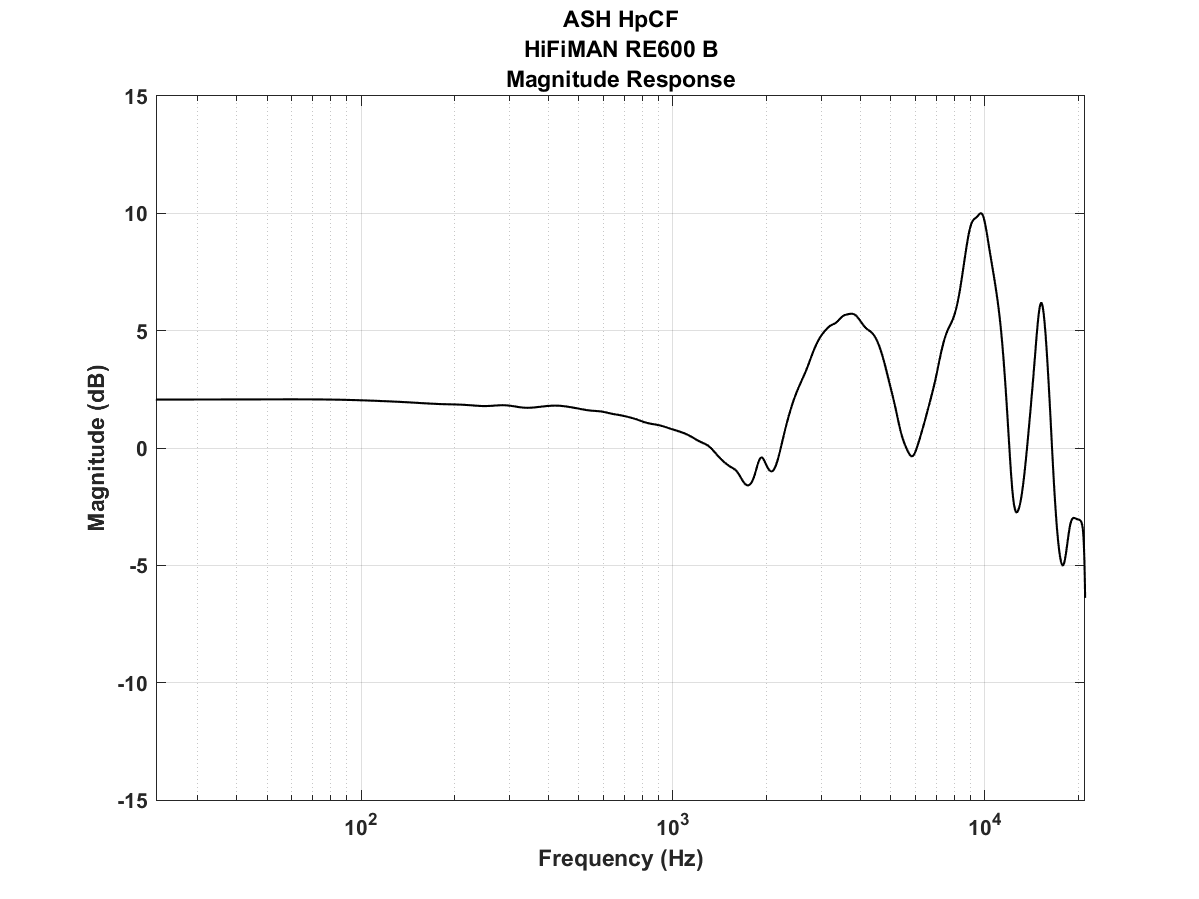 ASH HpCF
HiFiMAN RE600 B
Magnitude Response
15
10
5
0
-5
-10
-15
Magnitude (dB)
10² 10³ 10⁴
Frequency (Hz)